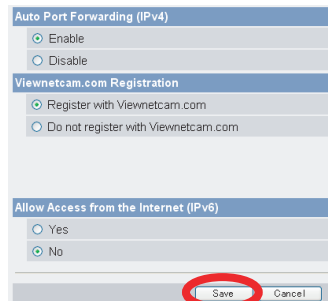 Auto Port Forwarding (IPv4)
Enable
Disable
Viewnetcam.com Registration
Register with Viewnetcam.com
Do not register with Viewnetcam.com
Allow Access from the Internet (IPv6)
Yes
No
Save Cancel